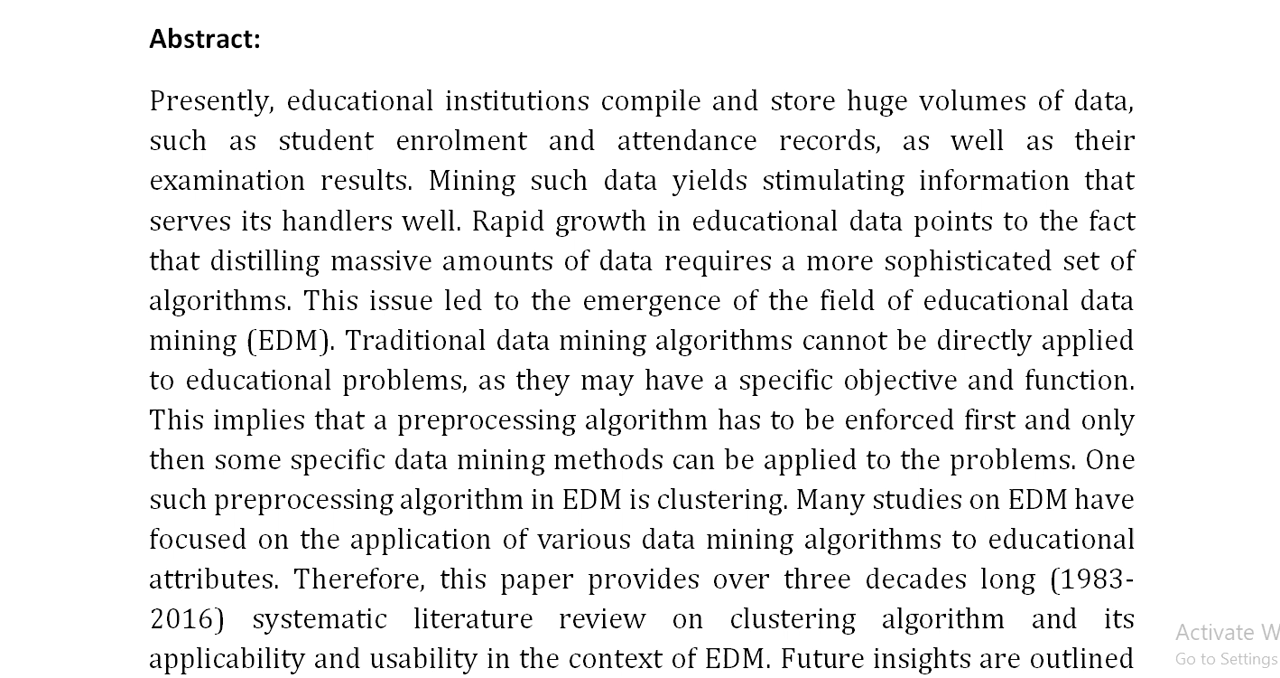 Abstract:
Presently, educational institutions compile and store huge volumes of data,
such as student enrolment and attendance records, as well as their
examination results. Mining such data yields stimulating information that
serves its handlers well. Rapid growth in educational data points to the fact
that distilling massive amounts of data requires a more sophisticated set of
algorithms. This issue led to the emergence of the field of educational data
mining (EDM). Traditional data mining algorithms cannot be directly applied
to educational problems, as they may have a specific objective and function.
This implies that a preprocessing algorithm has to be enforced first and only
then some specific data mining methods can be applied to the problems. One
such preprocessing algorithm in EDM is clustering. Many studies on EDM have
focused on the application of various data mining algorithms to educational
attributes. Therefore, this paper provides over three decades long (1983-
2016) systematic literature review on clustering algorithm and its
applicability and usability in the context of EDM. Future insights are outlined
Activate W
Go to Settings